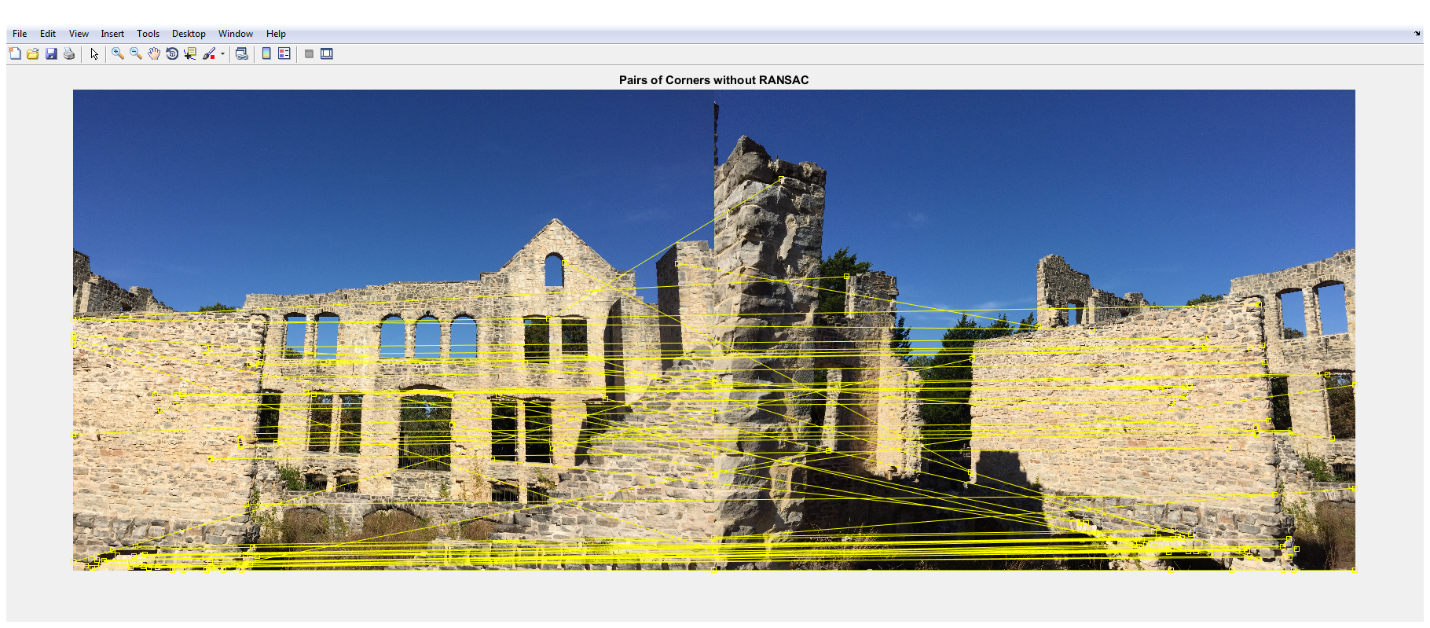 File Edit View Insert Tools Desktop Window Help
Pairs of Corners without RANSAC